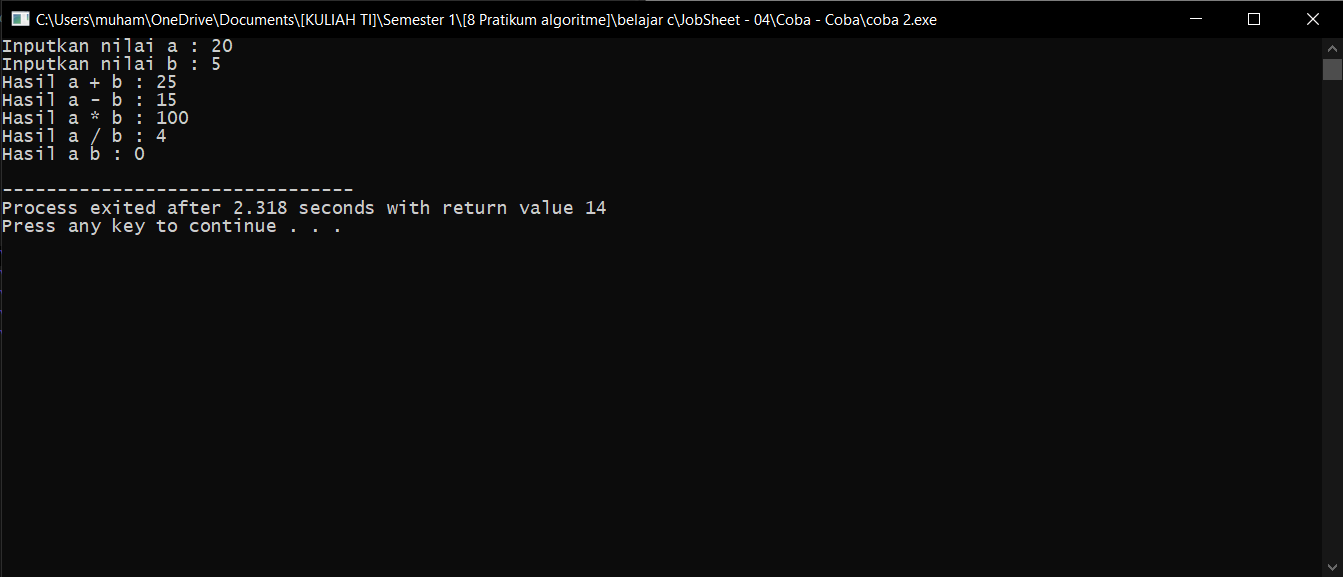 C:\Users\muham\OneDrive\Documents\[KULIAH TI]\Semester 1\[8 Pratikum algoritme]\belajar c\JobSheet - 04\Coba - Coba\coba 2.exe
Inputkan nilai a : 20
Inputkan nilai b : 5
Hasil a + b : 25
Hasil a - b : 15
Hasil a * b : 100
Hasil a / b : 4
Hasil a b : 0
--------------------------------
Process exited after 2.318 seconds with return value 14
Press any key to continue . . .